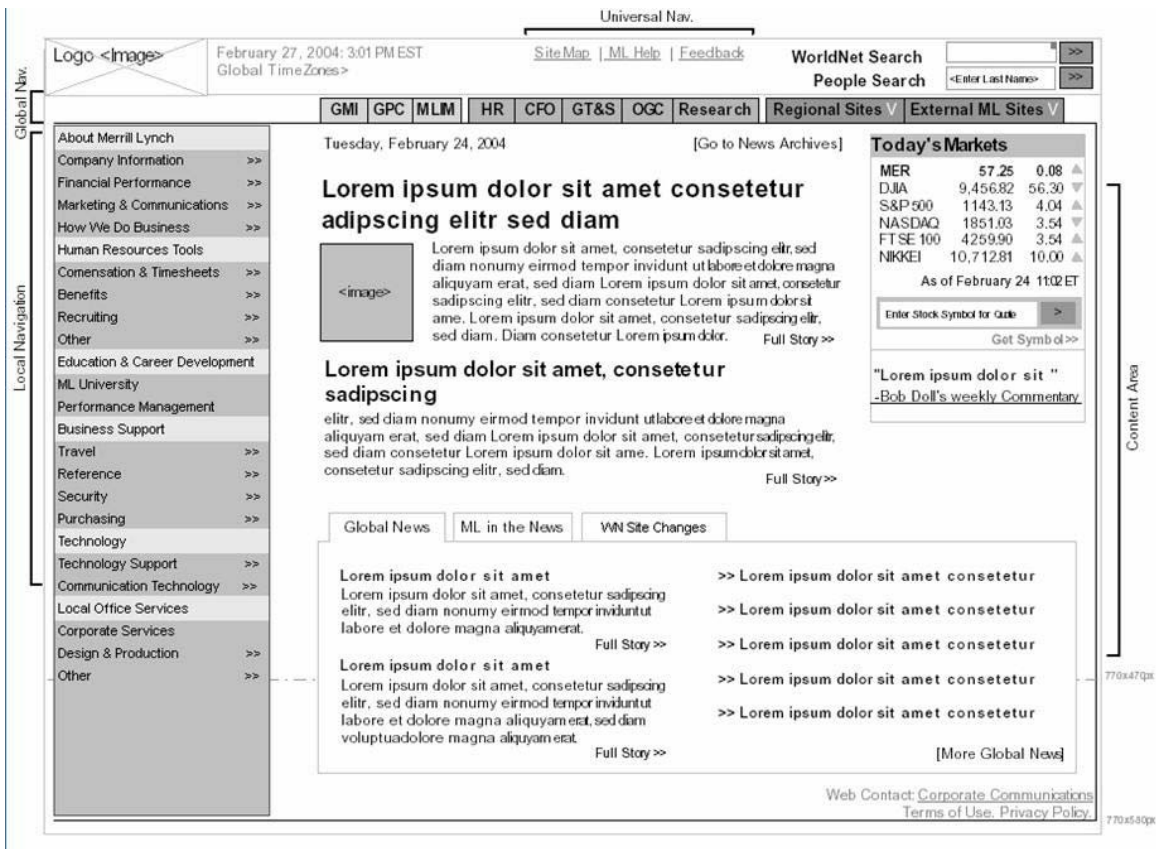 Universal Nav.
Logo <Image>
February 27, 2004: 3:01 PM EST
Global TimeZones>
Site Map | ML Help | Feedback
WorldNet Search >>
People Search <Enter Last Name> >>
Global Nav.
GMI GPC MLIM HR CFO GT&S OGC Research Regional Sites V External ML Sites V
Local Navigation
About Merrill Lynch
Company Information >>
Financial Performance >>
Marketing & Communications >>
How We Do Business >>
Human Resources Tools
Comensation & Timesheets >>
Benefits >>
Recruiting >>
Other >>
Education & Career Development
ML University
Performance Management
Business Support
Travel >>
Reference >>
Security >>
Purchasing >>
Technology
Technology Support >>
Communication Technology >>
Local Office Services
Corporate Services
Design & Production >>
Other >>
Tuesday, February 24, 2004 [Go to News Archives]
Lorem ipsum dolor sit amet consetetur
adipscing elitr sed diam
<image>
Lorem ipsum dolor sit amet, consetetur sadipscing elitr, sed
diam nonumy eirmod tempor invidunt ut labore et dolore magna
aliquyam erat, sed diam Lorem ipsum dolor sit amet, consetetur
sadipscing elitr, sed diam consetetur Lorem ipsum dolor sit
ame. Lorem ipsum dolor sit amet, consetetur sadipscing elitr,
sed diam. Diam consetetur Lorem ipsum dolor. Full Story >>
Lorem ipsum dolor sit amet, consetetur
sadipscing
elitr, sed diam nonumy eirmod tempor invidunt utlabore et dolore magna
aliquyam erat, sed diam Lorem ipsum dolor sit amet, consetetur sadipscing elitr,
sed diam consetetur Lorem ipsum dolor sit ame. Lorem ipsum dolor sit amet,
consetetur sadipscing elitr, sed diam.
Full Story >>
Today's Markets
MER 57.25 0.08
DJIA 9,456.82 56.30
S&P 500 1143.13 4.04
NASDAQ 1851.03 3.54
FTSE 100 4259.90 3.54
NIKKEI 10,712.81 10.00
As of February 24 11:02 ET
Enter Stock Symbol for Quote >
Get Symbol >>
"Lorem ipsum dolor sit "
-Bob Doll's weekly Commentary
Content Area
Global News ML in the News WN Site Changes
Lorem ipsum dolor sit amet
Lorem ipsum dolor sit amet, consetetur sadipscing
elitr, sed diam nonumy eirmod tempor inviduntut
labore et dolore magna aliquyam erat.
Full Story >>
Lorem ipsum dolor sit amet
Lorem ipsum dolor sit amet, consetetur sadipscing
elitr, sed diam nonumy eirmod tempor inviduntut
labore et dolore magna aliquyam erat, sed diam
voluptuadolore magna aliquyam erat.
Full Story >>
>> Lorem ipsum dolor sit amet consetetur
>> Lorem ipsum dolor sit amet consetetur
>> Lorem ipsum dolor sit amet consetetur
>> Lorem ipsum dolor sit amet consetetur
>> Lorem ipsum dolor sit amet consetetur
[More Global News]
770x470px
Web Contact: Corporate Communications
Terms of Use. Privacy Policy.
770x580px